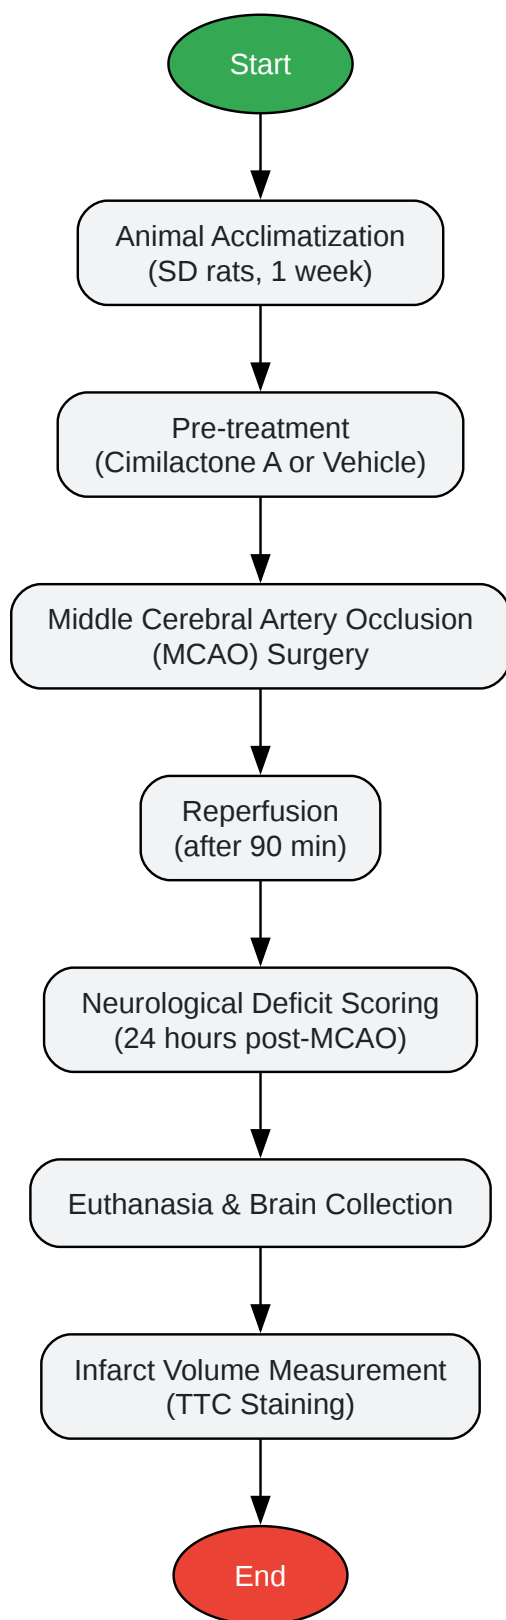 Start
Animal Acclimatization
(SD rats, 1 week)
Pre-treatment
(Cimilactone A or Vehicle)
Middle Cerebral Artery Occlusion
(MCAO) Surgery
Reperfusion
(after 90 min)
Neurological Deficit Scoring
(24 hours post-MCAO)
Euthanasia & Brain Collection
Infarct Volume Measurement
(TTC Staining)
End